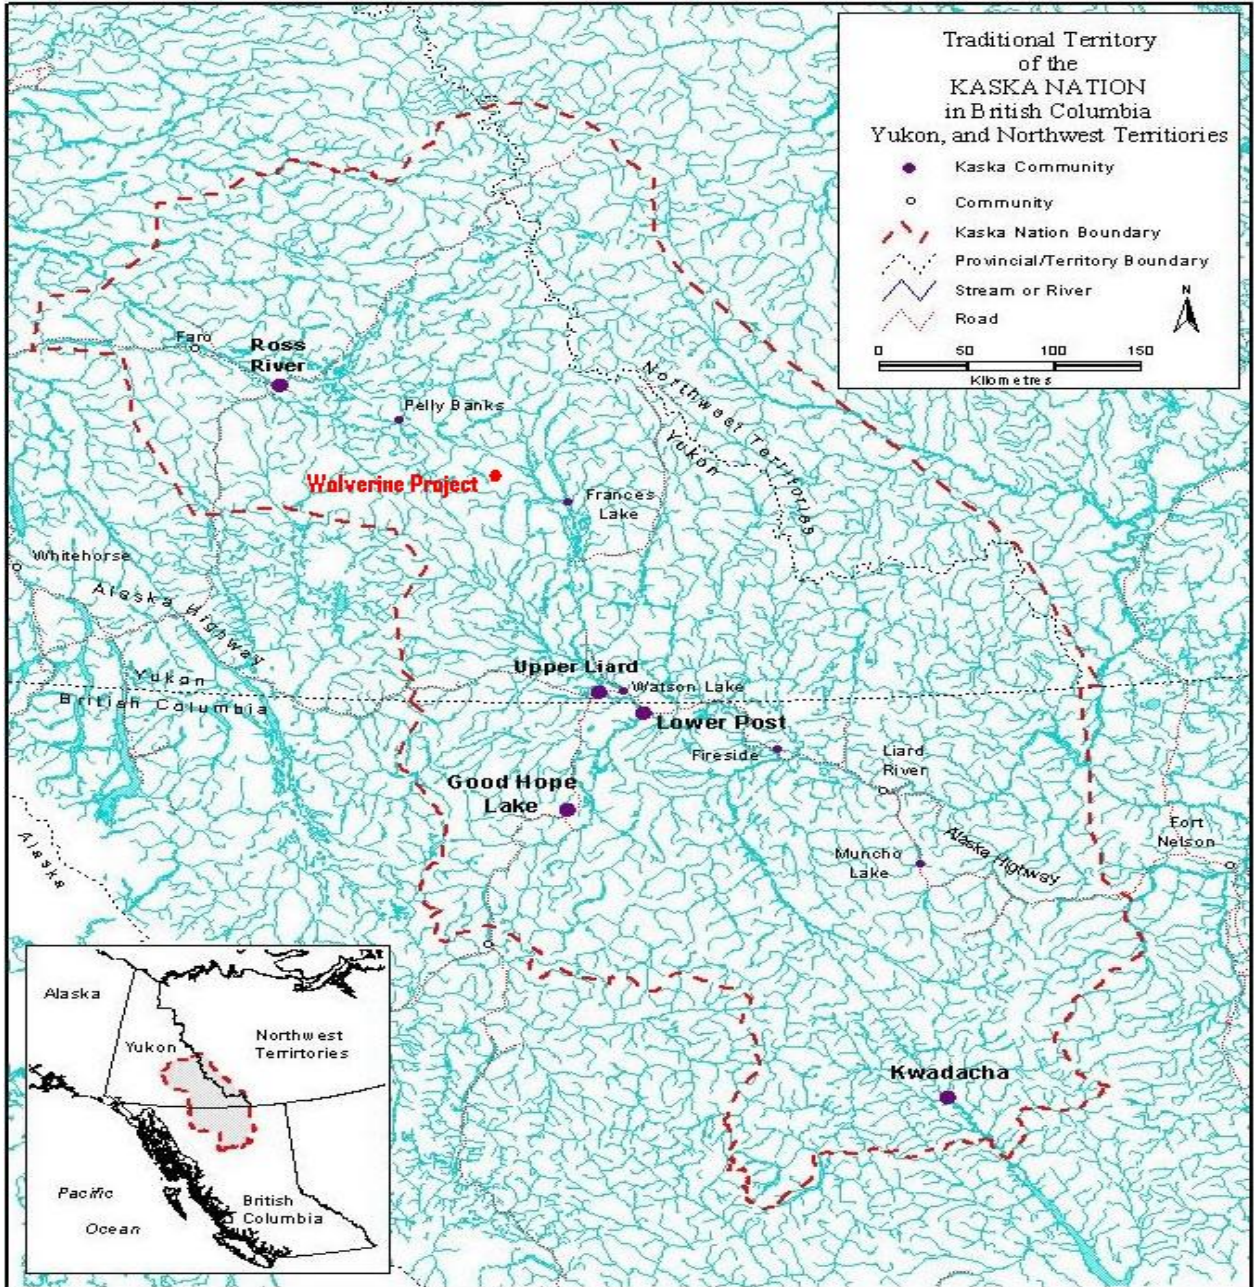 Traditional Territory
of the
KASKA NATION
in British Columbia
Yukon, and Northwest Territiories
Kaska Community
Community
Kaska Nation Boundary
Provincial/Territory Boundary
Stream or River
Road
N
0 50 100 150
Kilometres
Faro
Ross
River
Pelly Banks
Wolverine Project
Frances
Lake
Northwest Territories
Yukon
Whitehorse
Alaska Highway
Yukon
British Columbia
Upper Liard
Watson Lake
Lower Post
Fireside
Liard
River
Good Hope
Lake
Muncho
Lake
Alaska Highway
Fort
Nelson
Alaska
Kwadacha
Alaska
Yukon
Northwest
Terrirtories
Pacific
Ocean
British
Columbia